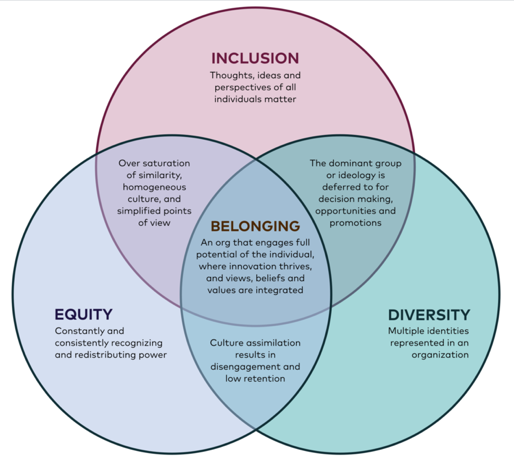 INCLUSION
Thoughts, ideas and
perspectives of all
individuals matter
Over saturation
of similarity,
homogeneous
culture, and
simplified points
of view
The dominant group
or ideology is
deferred to for
decision making,
opportunities and
promotions
BELONGING
An org that engages full
potential of the individual,
where innovation thrives,
and views, beliefs and
values are integrated
EQUITY
Constantly and
consistently recognizing
and redistributing power
DIVERSITY
Multiple identities
represented in an
organization
Culture assimilation
results in
disengagement and
low retention